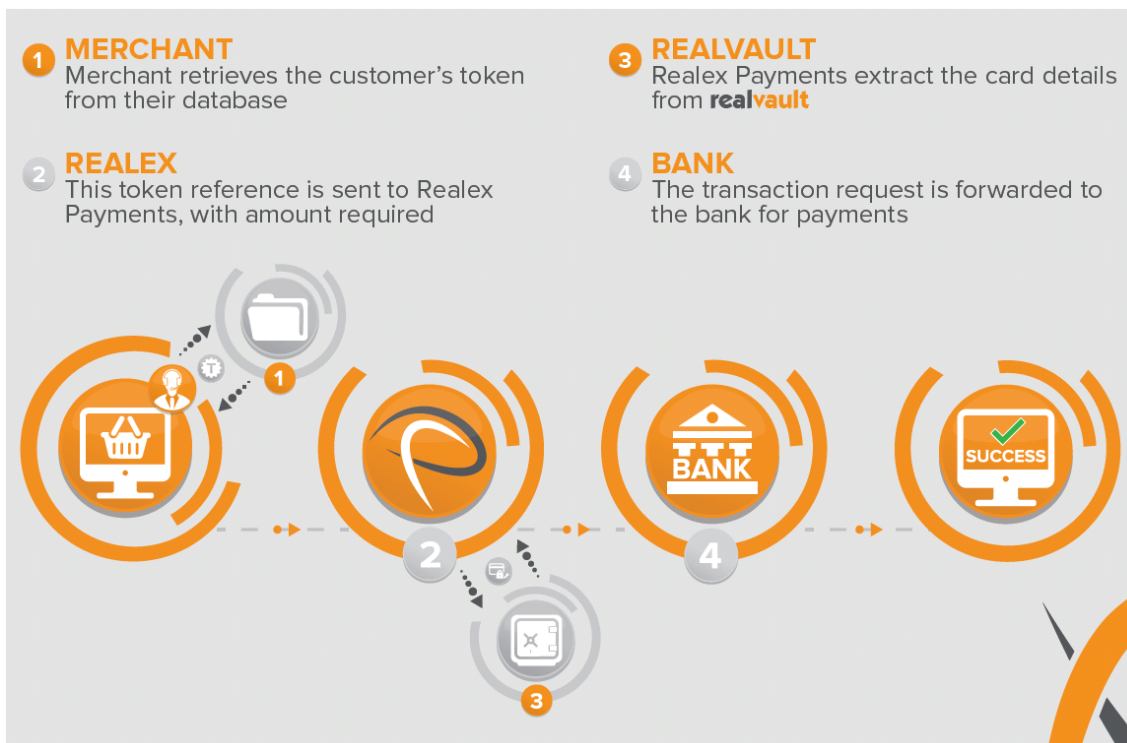 1 MERCHANT
Merchant retrieves the customer's token
from their database
2 REALEX
This token reference is sent to Realex
Payments, with amount required
3 REALVAULT
Realex Payments extract the card details
from realvault
4 BANK
The transaction request is forwarded to
the bank for payments
T
1
BANK
SUCCESS
2
4
3